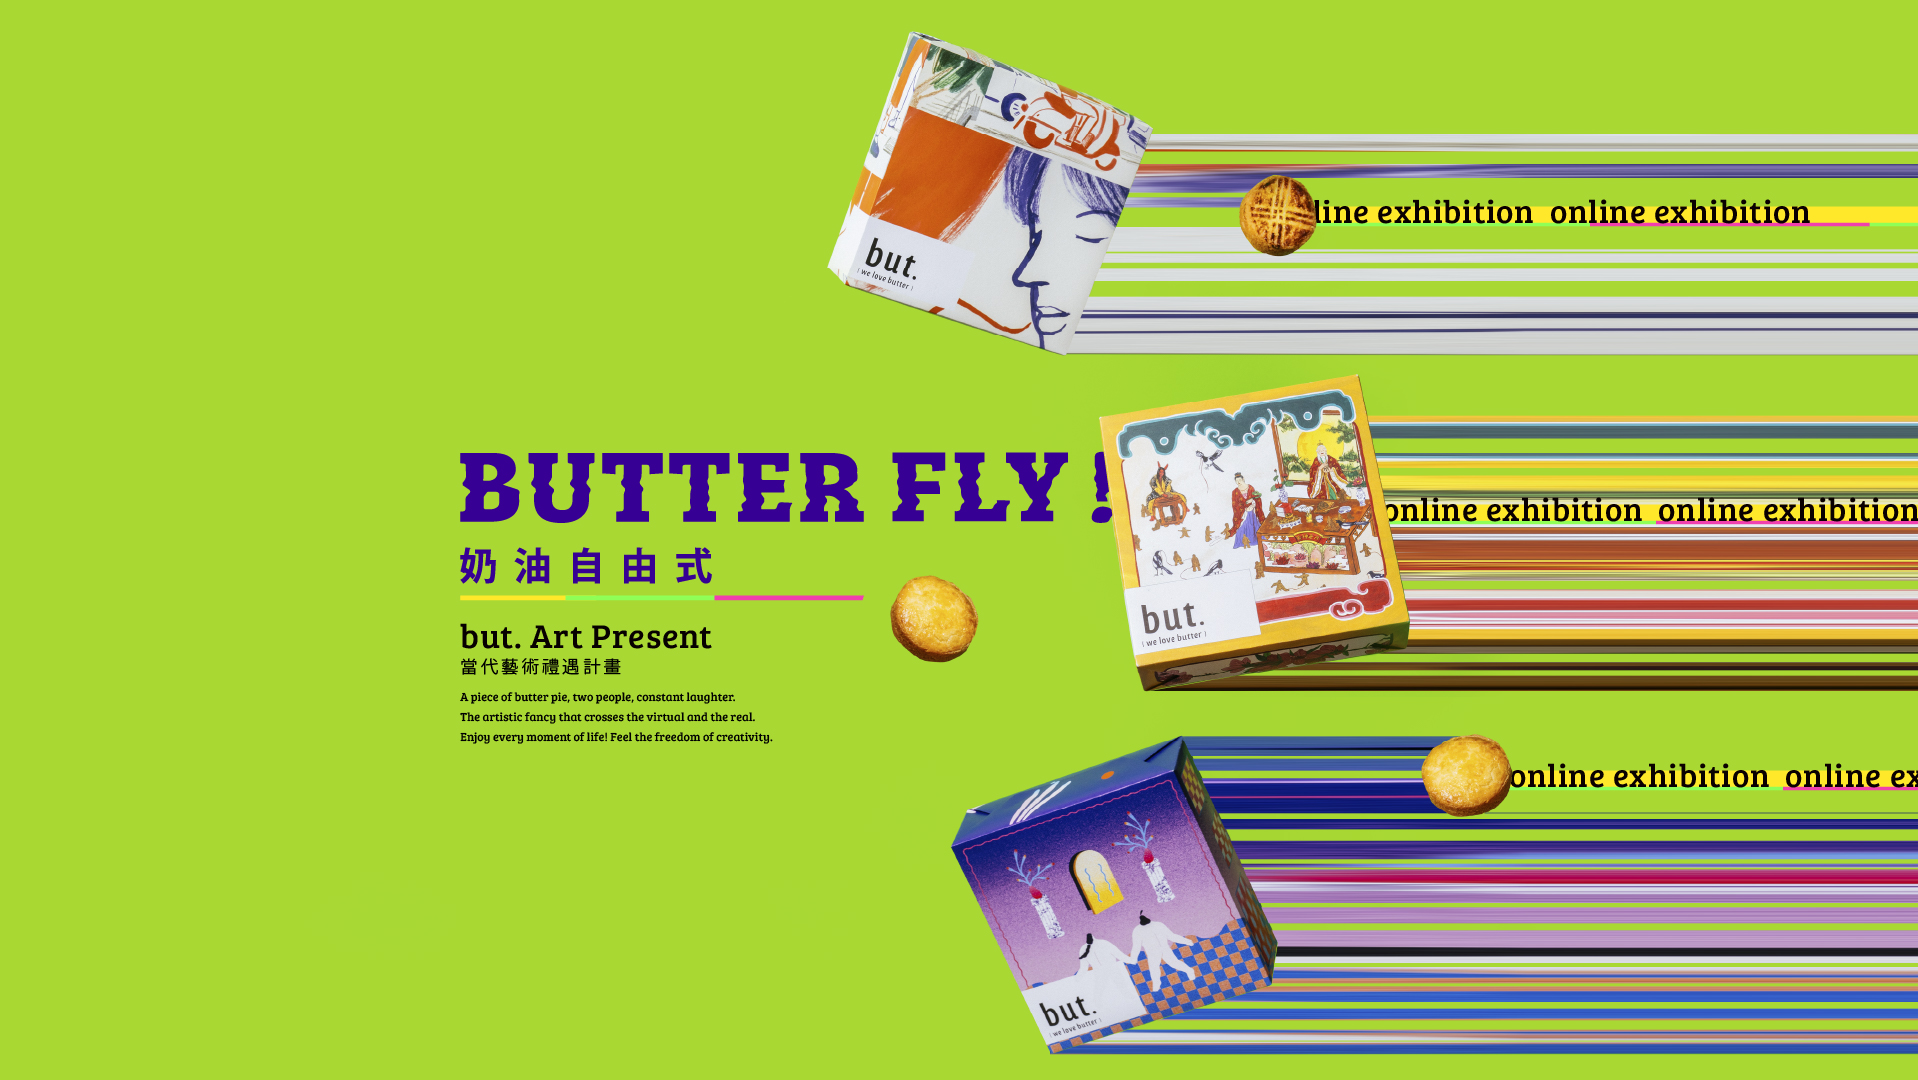 but.
( we love butter )
line exhibition online exhibition
BUTTER FLY !
奶油自由式
but. Art Present
當代藝術禮遇計畫
A piece of butter pie, two people, constant laughter.
The artistic fancy that crosses the virtual and the real.
Enjoy every moment of life! Feel the freedom of creativity.
but.
( we love butter )
online exhibition online exhibition
online exhibition online ex
but.
( we love butter )